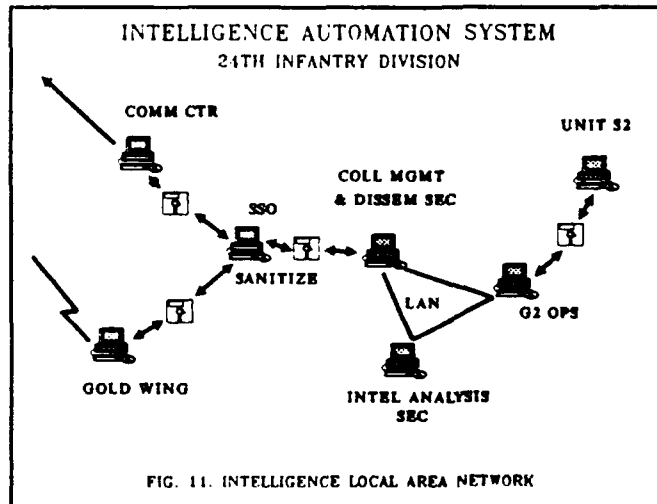 INTELLIGENCE AUTOMATION SYSTEM
24TH INFANTRY DIVISION
COMM CTR
UNIT S2
COLL MGMT
& DISSEM SEC
SSO
SANITIZE
LAN
G2 OPS
GOLD WING
INTEL ANALYSIS
SEC
FIG. 11. INTELLIGENCE LOCAL AREA NETWORK